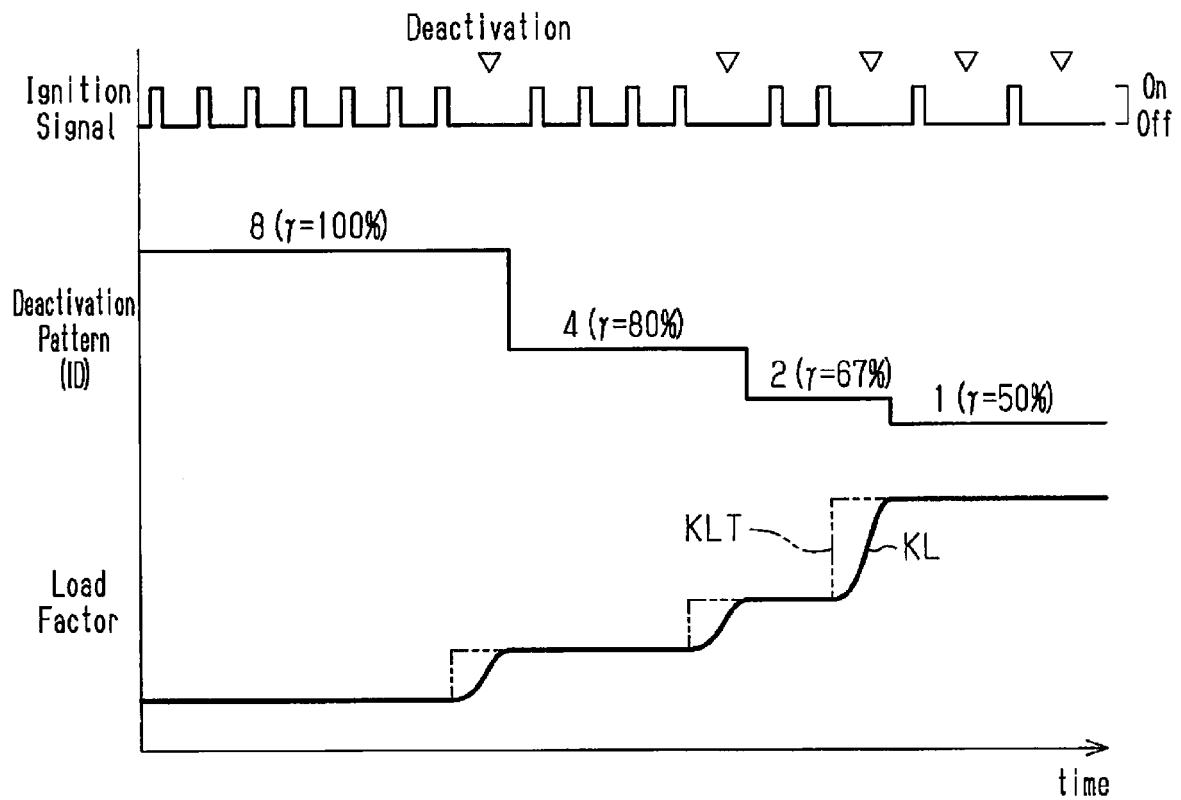 Deactivation
Ignition
Signal
On
Off
8 (γ=100%)
Deactivation
Pattern
(ID)
4 (γ=80%)
2 (γ=67%)
1 (γ=50%)
KLT
KL
Load
Factor
time